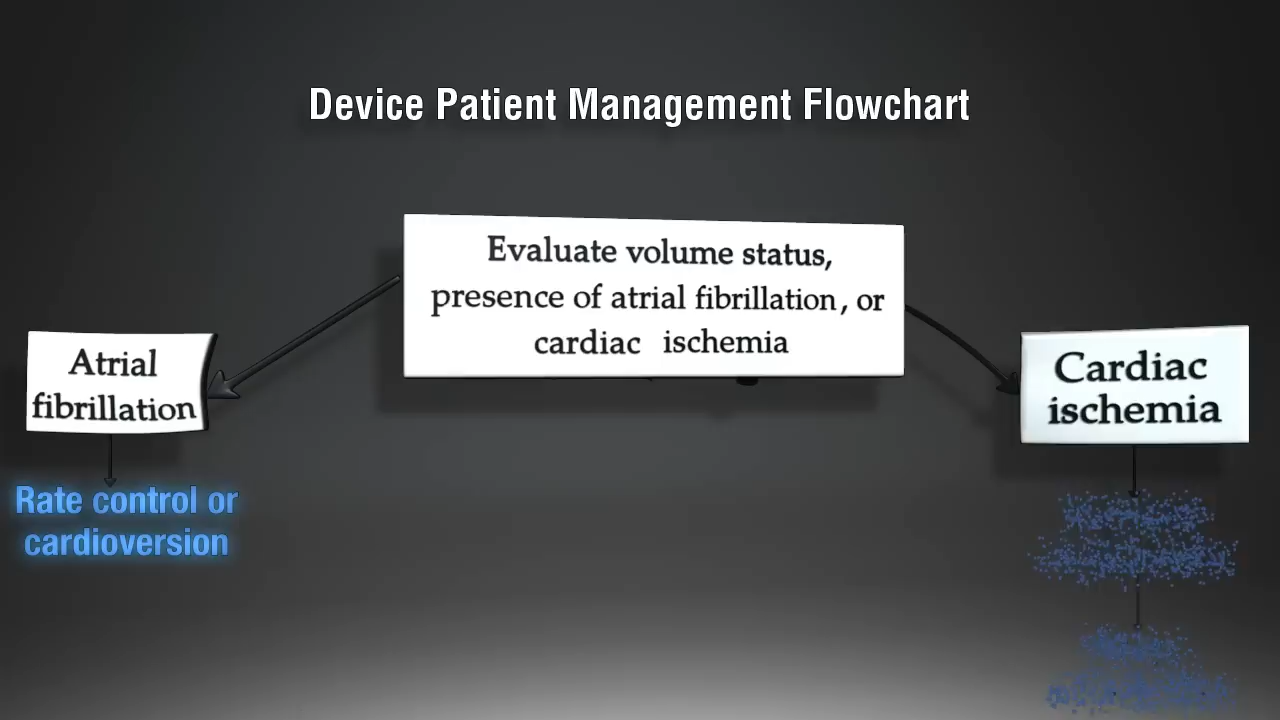 Device Patient Management Flowchart
Evaluate volume status,
presence of atrial fibrillation, or
cardiac ischemia
Atrial
fibrillation
Rate control or
cardioversion
Cardiac
ischemia